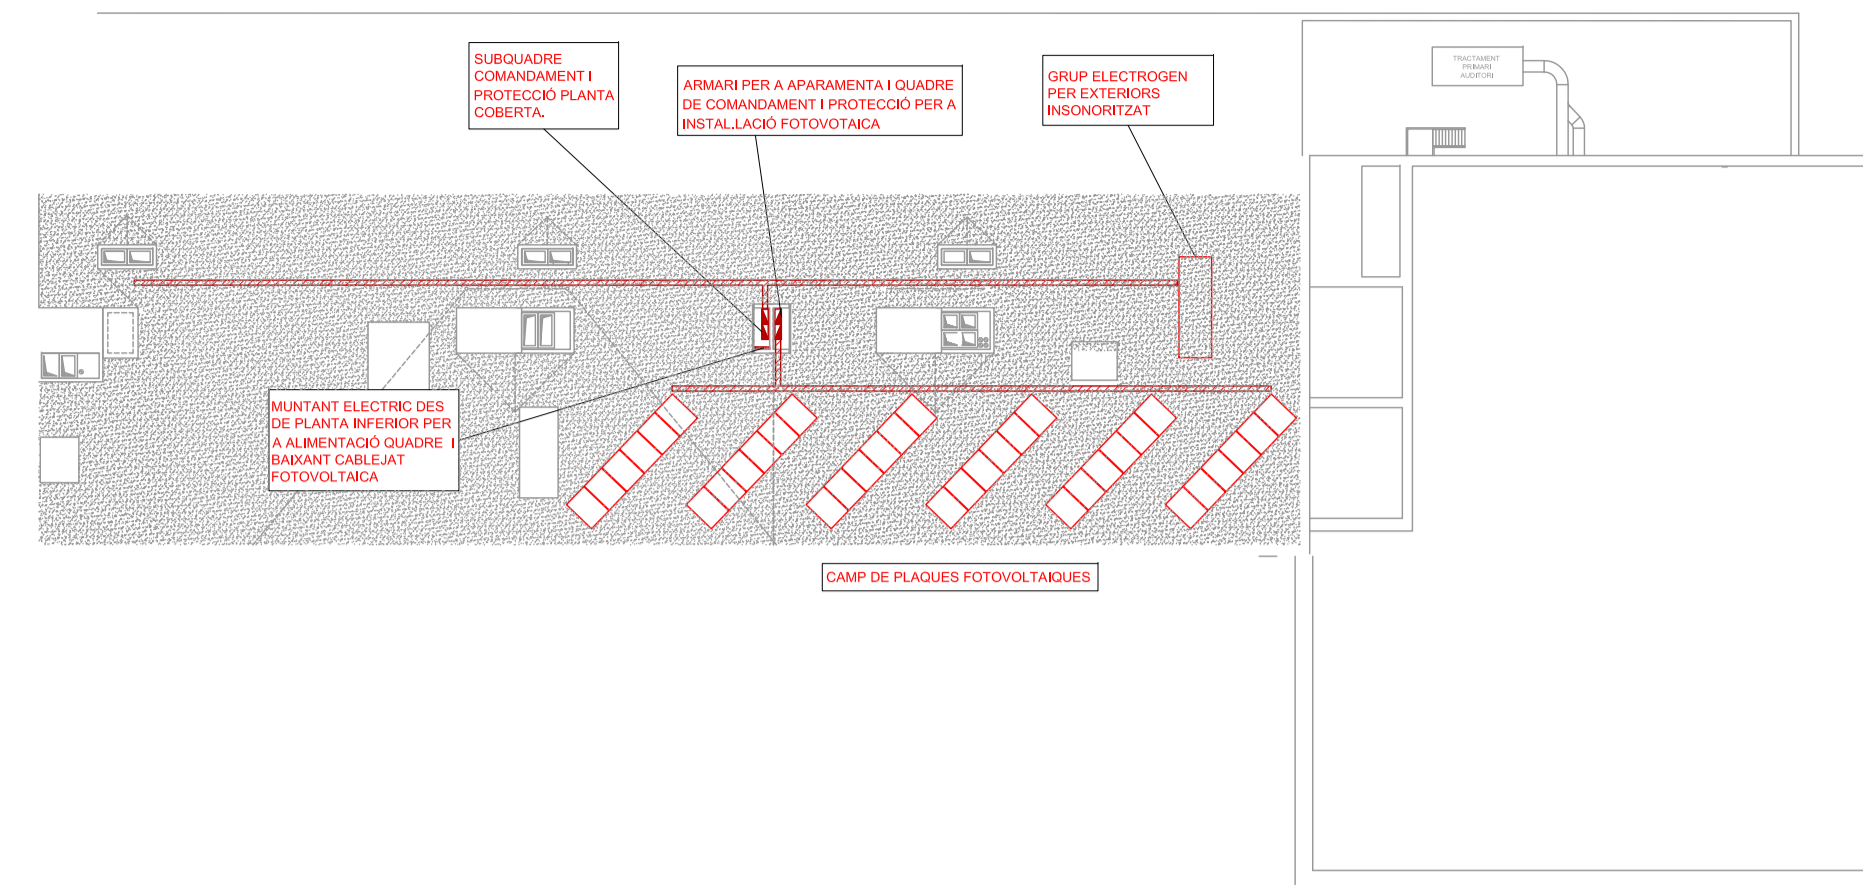 SUBQUADRE
COMANDAMENT I
PROTECCIÓ PLANTA
COBERTA.
ARMARI PER A APARAMENTA I QUADRE
DE COMANDAMENT I PROTECCIÓ PER A
INSTAL.LACIÓ FOTOVOTAICA
GRUP ELECTROGEN
PER EXTERIORS
INSONORITZAT
TRACTAMENT
PRIMARI
AUDITORI
MUNTANT ELECTRIC DES
DE PLANTA INFERIOR PER
A ALIMENTACIÓ QUADRE I
BAIXANT CABLEJAT
FOTOVOLTAICA
CAMP DE PLAQUES FOTOVOLTAIQUES